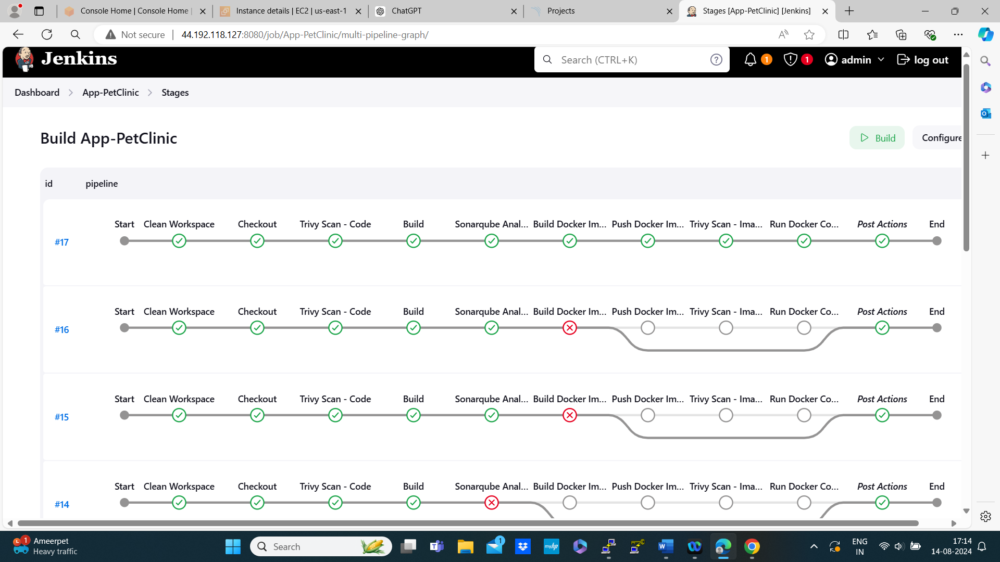 Console Home | Console Home |
Instance details | EC2 | us-east-1
ChatGPT
Projects
Stages [App-PetClinic] [Jenkins]
Not secure
44.192.118.127:8080/job/App-PetClinic/multi-pipeline-graph/
Jenkins
Search (CTRL+K)
?
1
1
admin
log out
Dashboard
App-PetClinic
Stages
Build App-PetClinic
Build
Configure
id
pipeline
Start Clean Workspace Checkout Trivy Scan - Code Build Sonarqube Anal... Build Docker Im... Push Docker Im... Trivy Scan - Ima... Run Docker Co... Post Actions End
#17
Start Clean Workspace Checkout Trivy Scan - Code Build Sonarqube Anal... Build Docker Im... Push Docker Im... Trivy Scan - Ima... Run Docker Co... Post Actions End
#16
Start Clean Workspace Checkout Trivy Scan - Code Build Sonarqube Anal... Build Docker Im... Push Docker Im... Trivy Scan - Ima... Run Docker Co... Post Actions End
#15
Start Clean Workspace Checkout Trivy Scan - Code Build Sonarqube Anal... Build Docker Im... Push Docker Im... Trivy Scan - Ima... Run Docker Co... Post Actions End
#14
1
Ameerpet
Heavy traffic
Search
1
myhp
ENG
IN
17:14
14-08-2024